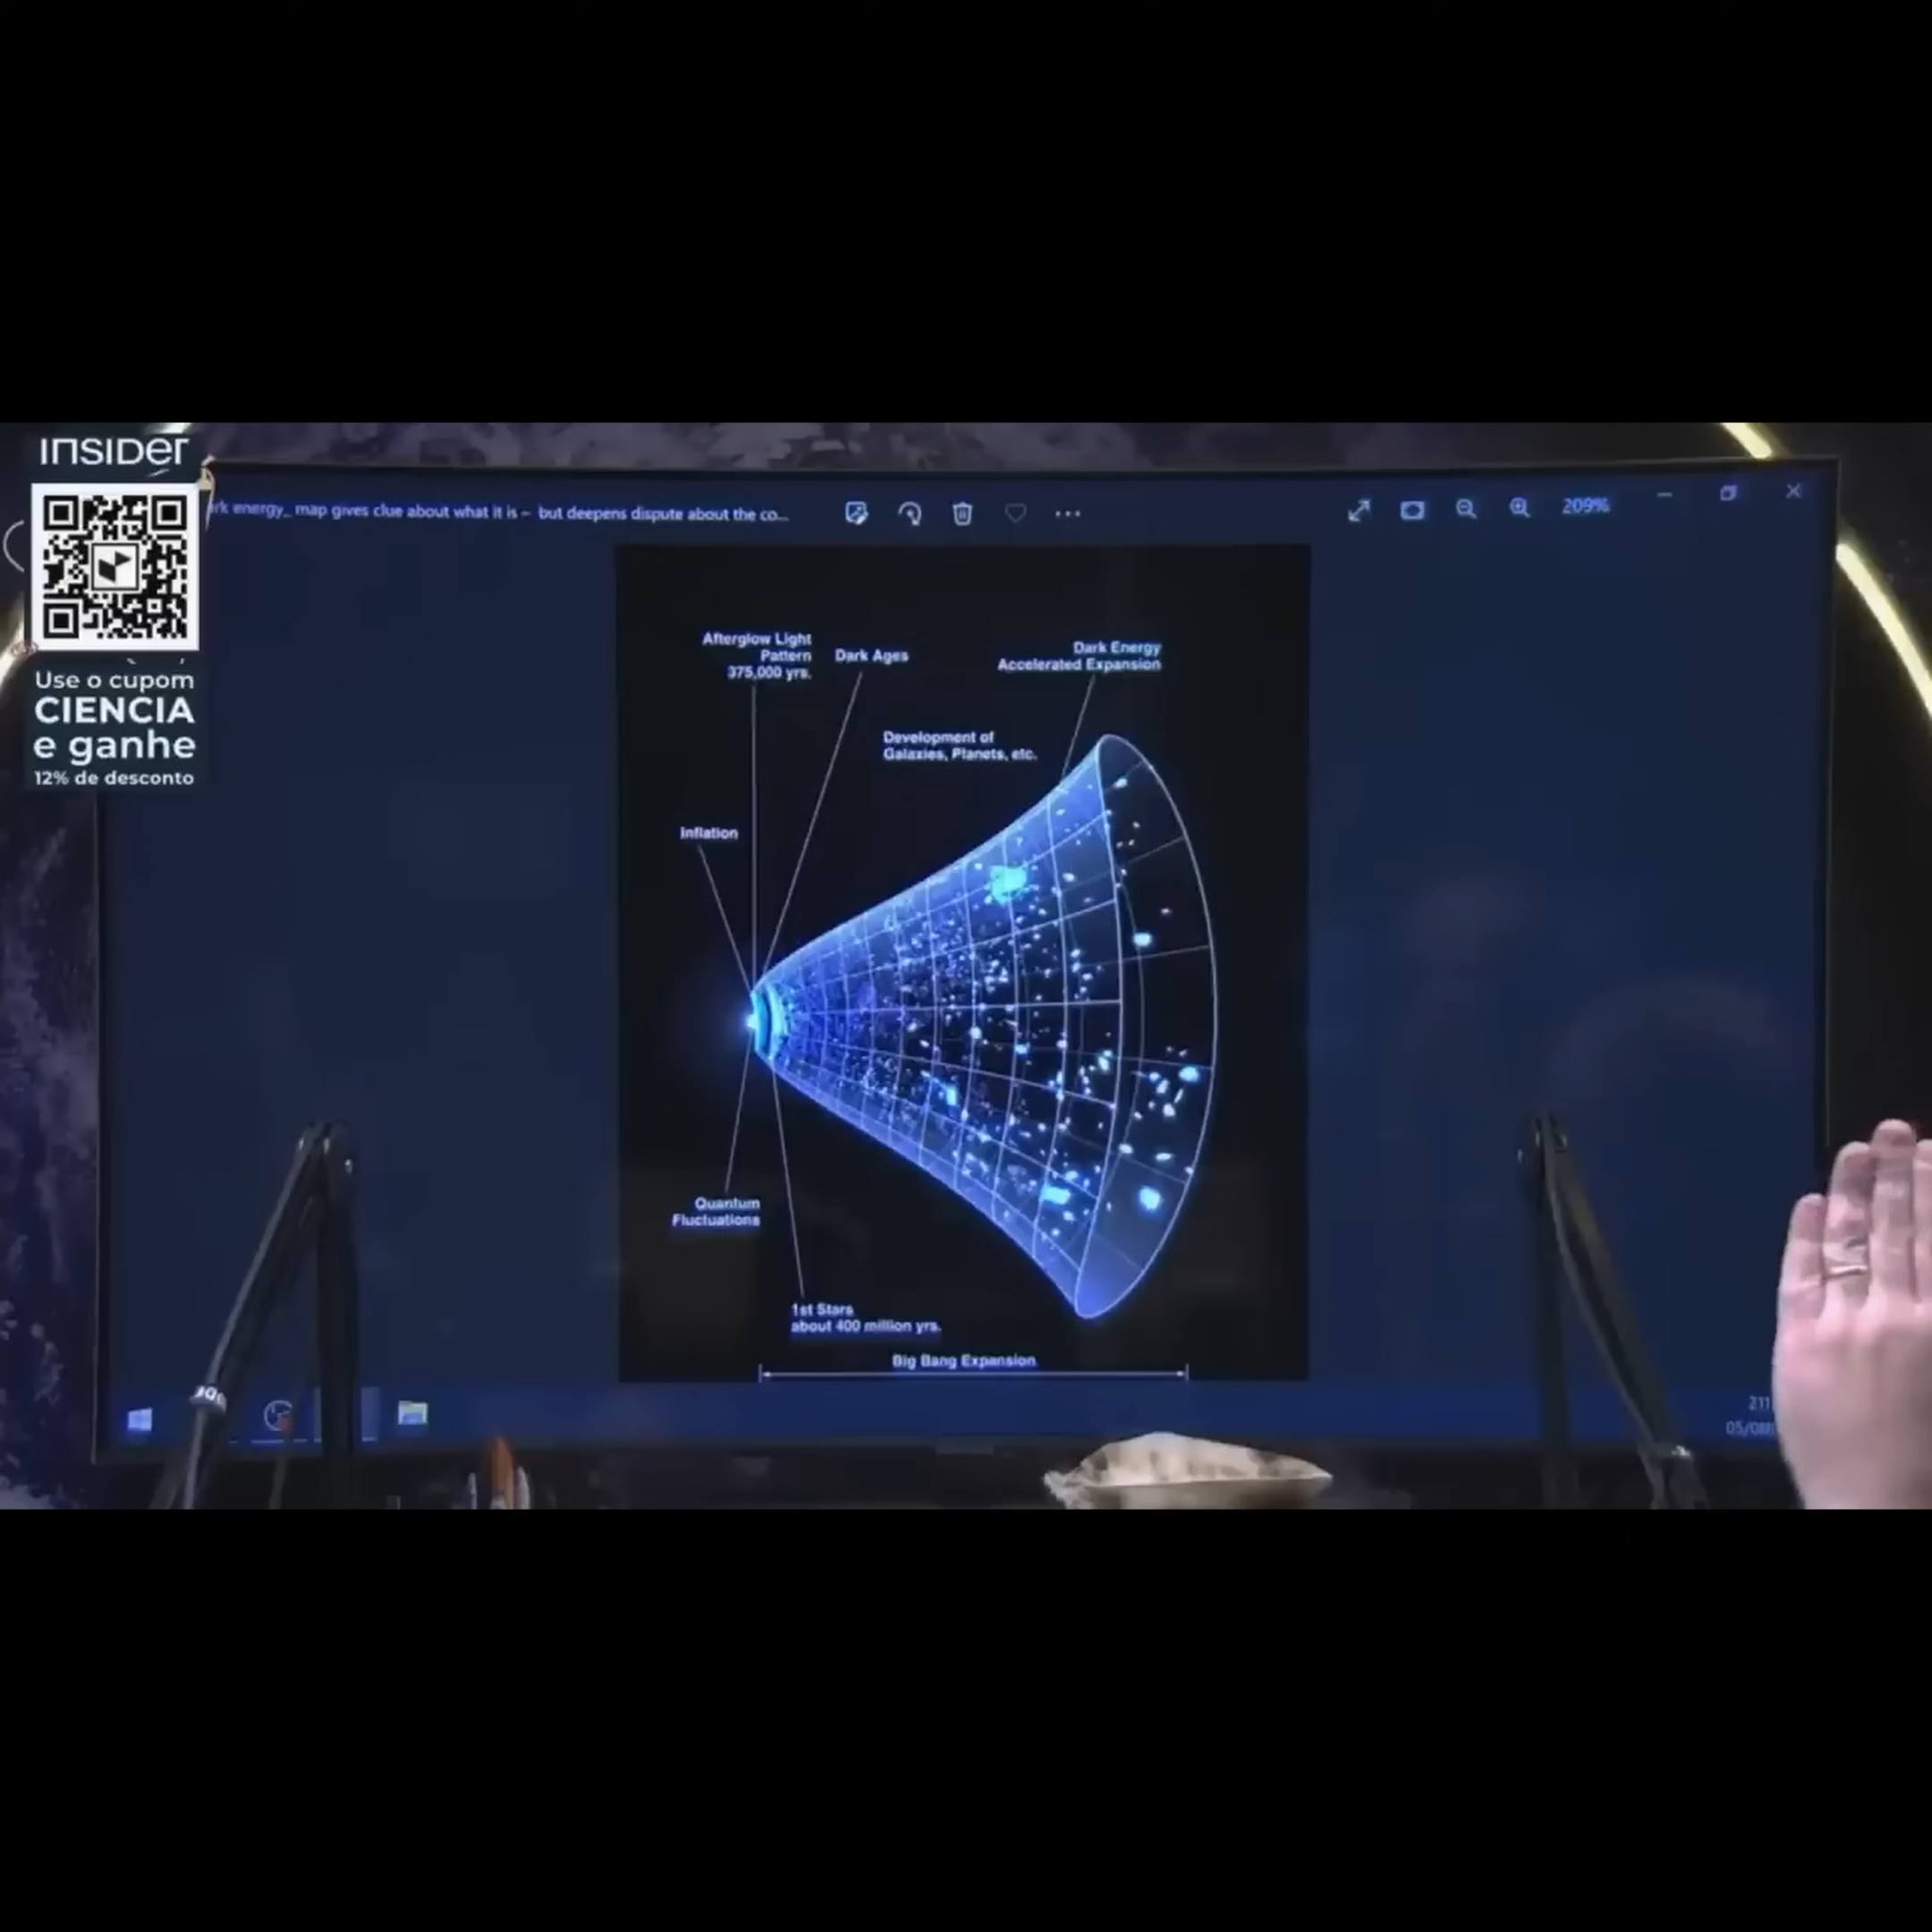 INSIDER
Use o cupom
CIENCIA
e ganhe
12% de desconto
energy_ map gives clue about what it is – but deepens dispute about the co...
209%
Afterglow Light
Pattern
375,000 yrs.
Dark Ages
Dark Energy
Accelerated Expansion
Development of
Galaxies, Planets, etc.
Inflation
Quantum
Fluctuations
1st Stars
about 400 million yrs.
Big Bang Expansion